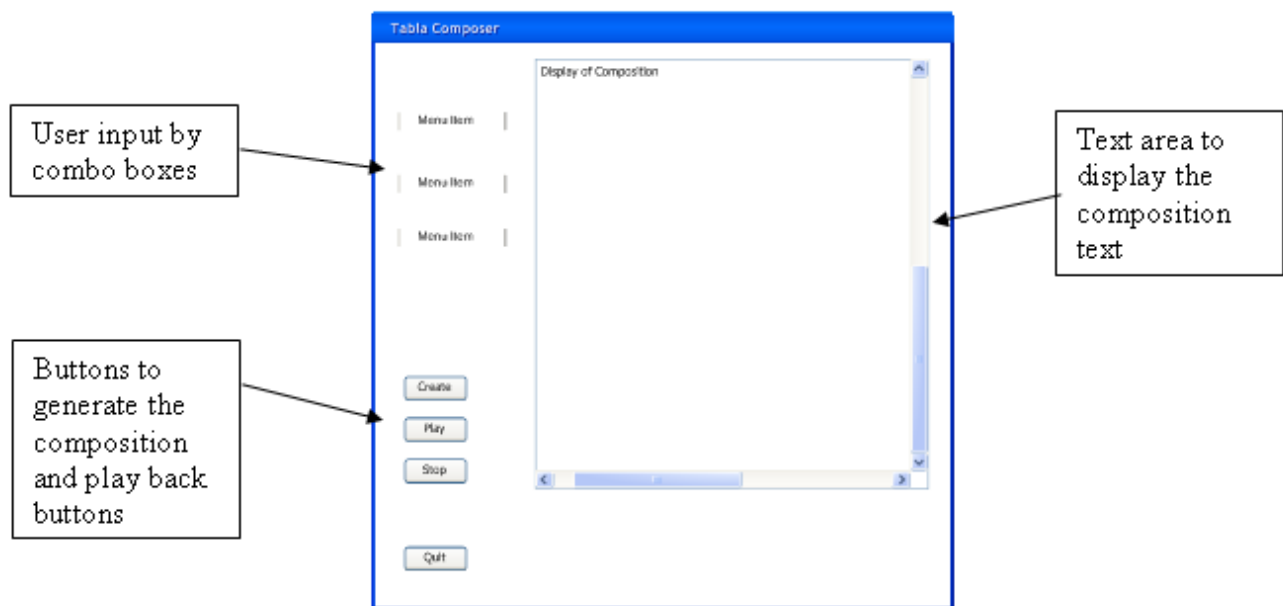 Tabla Composer
Display of Composition
User input by
combo boxes
Menu Item
Menu Item
Menu Item
Text area to
display the
composition
text
Buttons to
generate the
composition
and play back
buttons
Create
Play
Stop
Quit